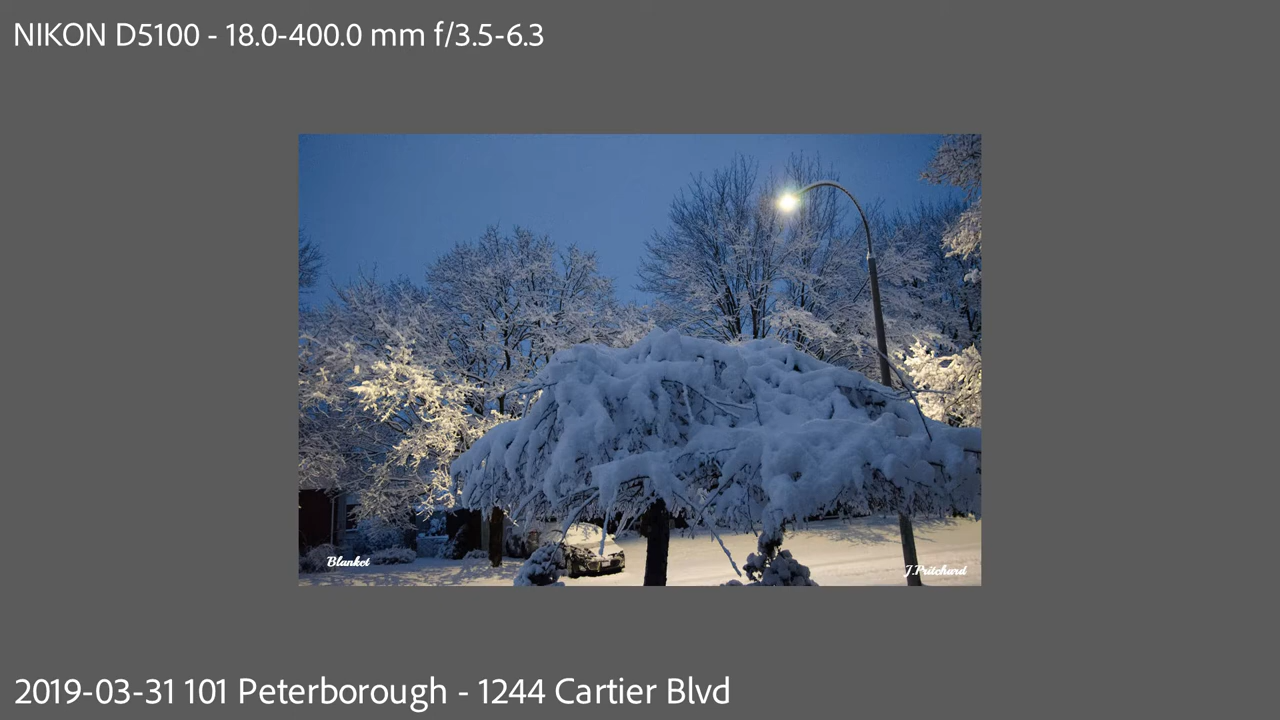 NIKON D5100 - 18.0-400.0 mm f/3.5-6.3
Blanket
J.Pritchard
2019-03-31 101 Peterborough - 1244 Cartier Blvd